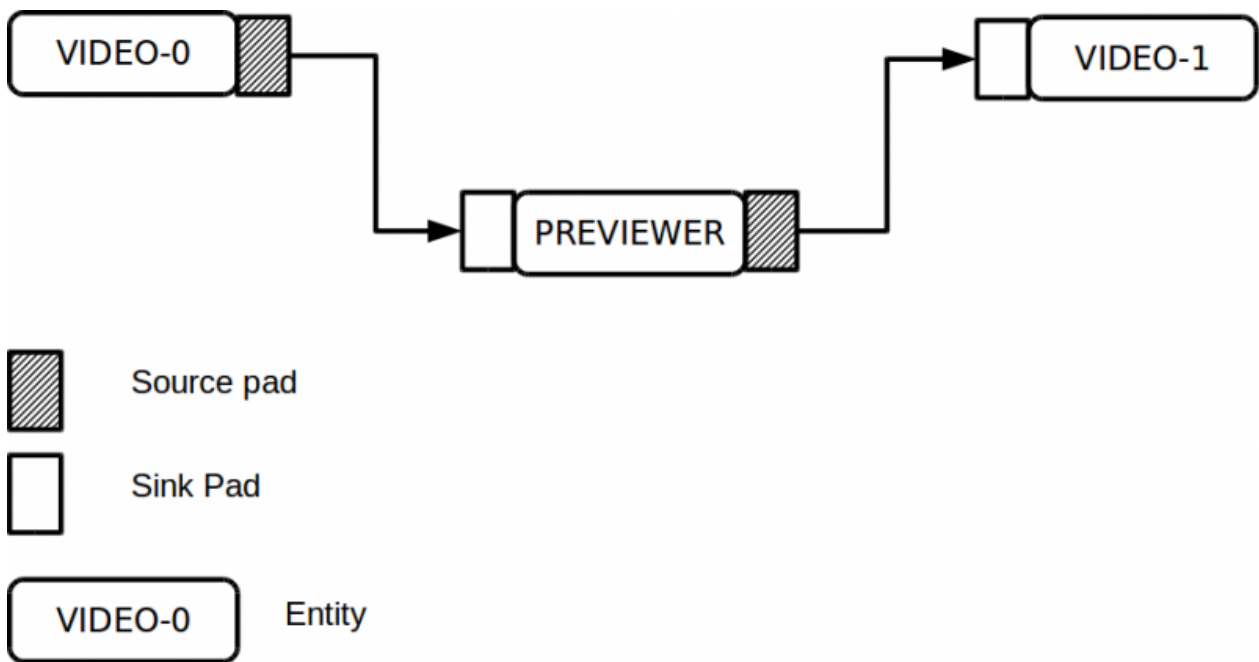 VIDEO-0
VIDEO-1
PREVIEWER
Source pad
Sink Pad
VIDEO-0
Entity